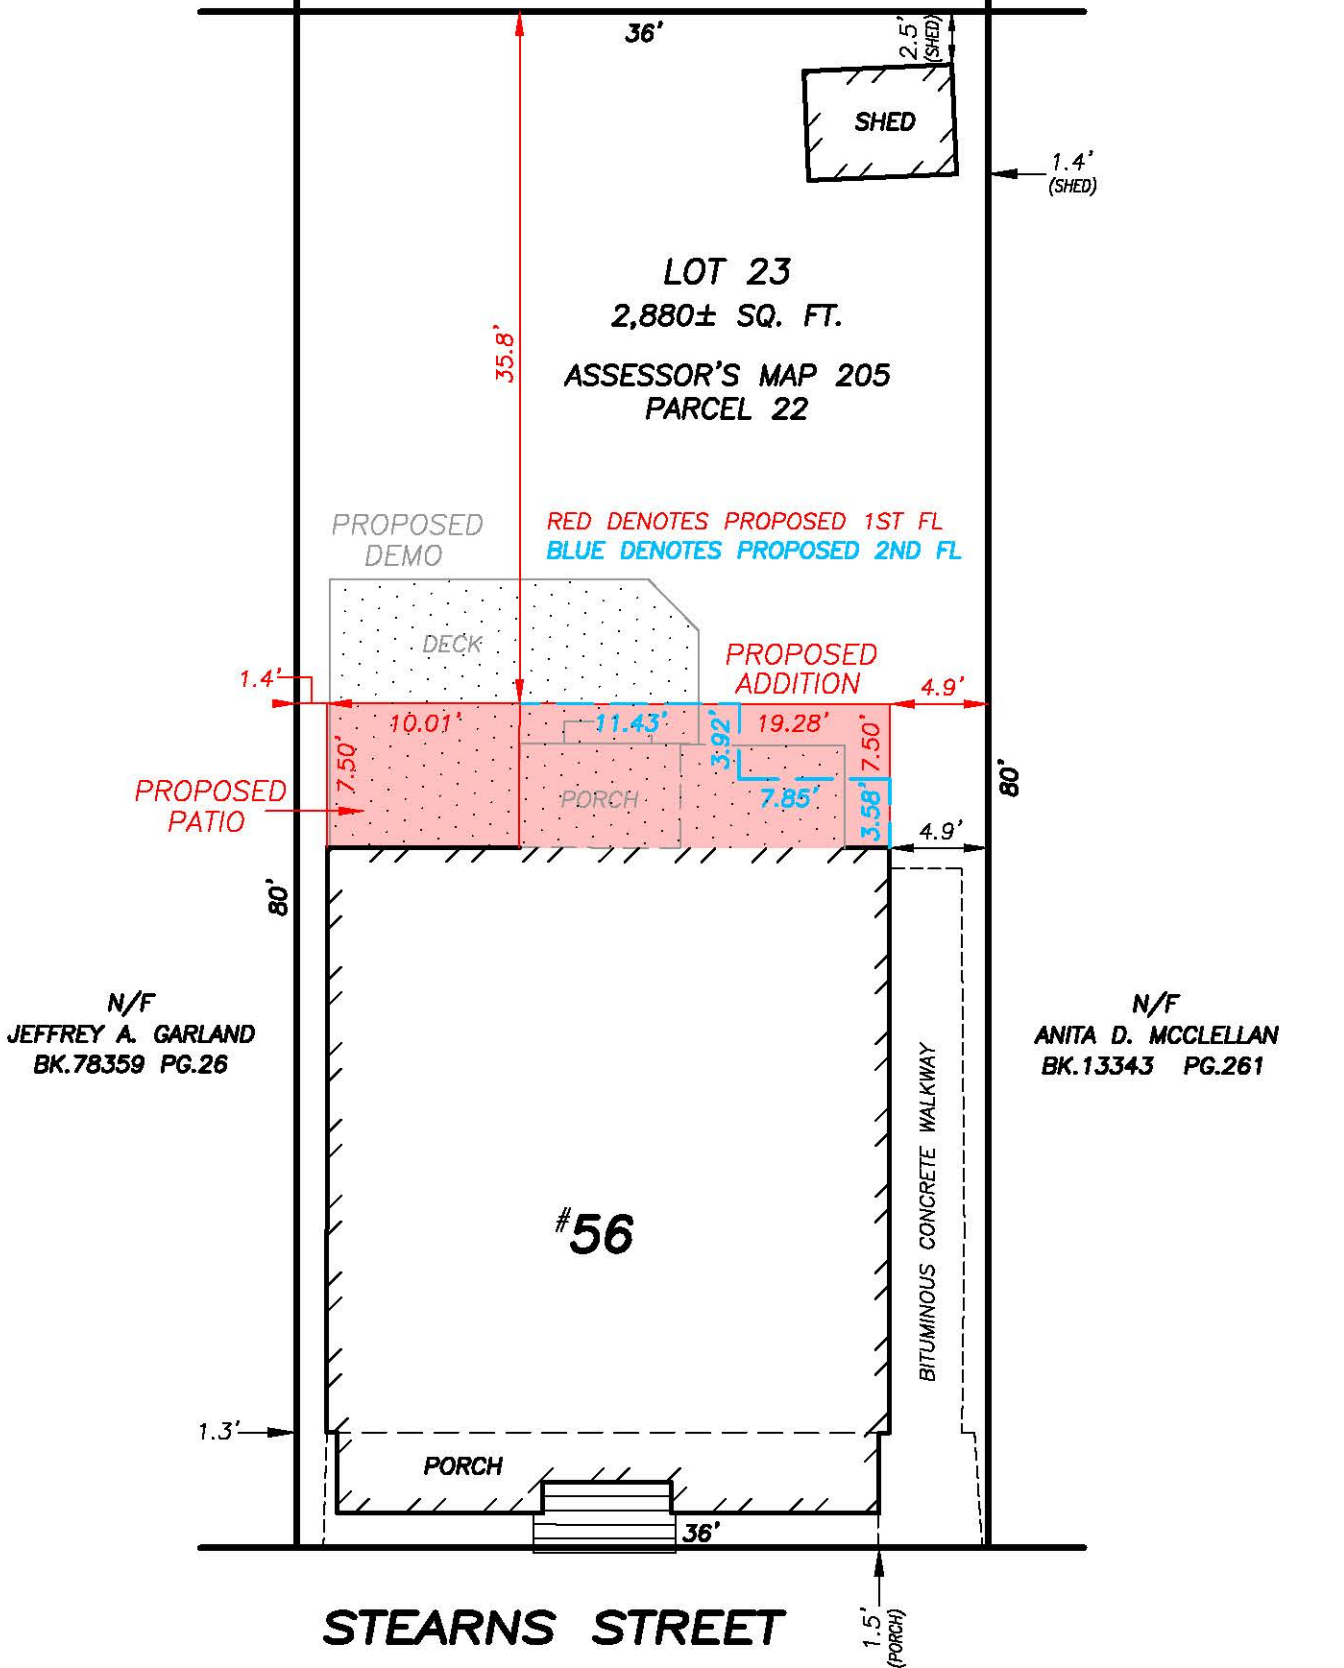 36'
2.5'
(SHED)
SHED
1.4'
(SHED)
LOT 23
2,880± SQ. FT.
35.8'
ASSESSOR'S MAP 205
PARCEL 22
PROPOSED
DEMO
RED DENOTES PROPOSED 1ST FL
BLUE DENOTES PROPOSED 2ND FL
DECK
PROPOSED
ADDITION
1.4'
4.9'
10.01'
11.43'
3.92'
19.28'
7.50'
7.50'
PROPOSED
PATIO
PORCH
7.85'
3.58'
4.9'
80'
80'
N/F
JEFFREY A. GARLAND
BK.78359 PG.26
N/F
ANITA D. MCCLELLAN
BK.13343 PG.261
BITUMINOUS CONCRETE WALKWAY
#56
1.3'
PORCH
36'
STEARNS STREET
1.5'
(PORCH)